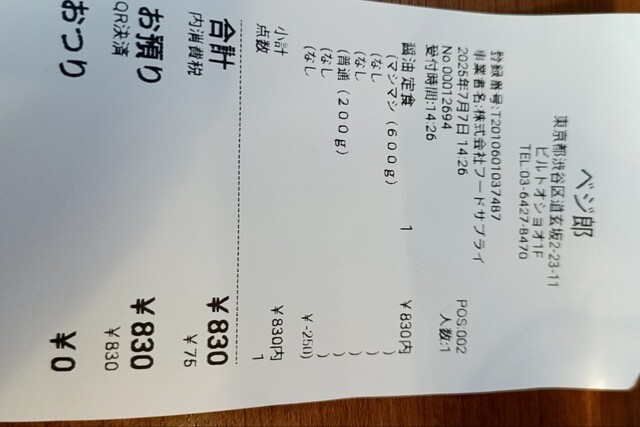 ベジ郎
東京都渋谷区道玄坂2-23-11
ビルトオショオ1F
TEL 03-6427-8470
登録番号:T2010601037487
事業者名:株式会社フードサプライ
2025年7月7日 14:26
No.00012694 POS:002
受付時間:14:26 人数:1
醤油 定食 1 ¥830内
(マシマシ(600g) )
(なし )
(なし )
(普通(200g) ¥-250)
(なし )
(なし )
小計 ¥830内
点数 1
合計 ¥830
内消費税 ¥75
お預り ¥830
QR決済 ¥830
おつり ¥0